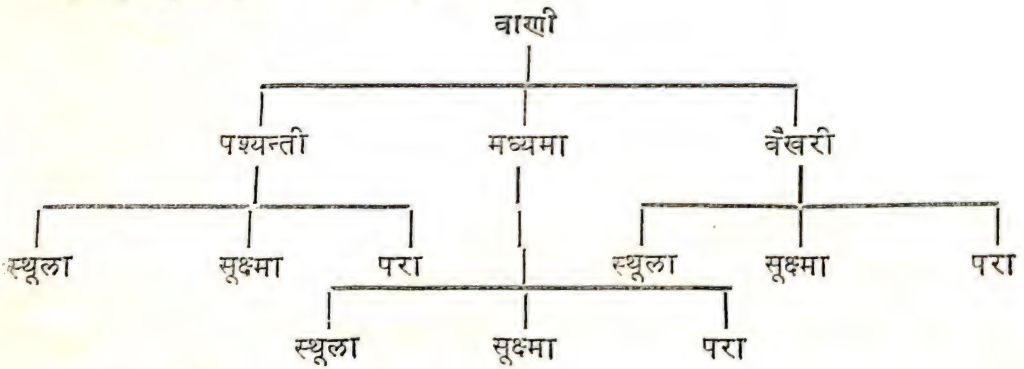 वाणी
पश्यन्ती मध्यमा वैखरी
स्थूला सूक्ष्मा परा स्थूला सूक्ष्मा परा
स्थूला सूक्ष्मा परा